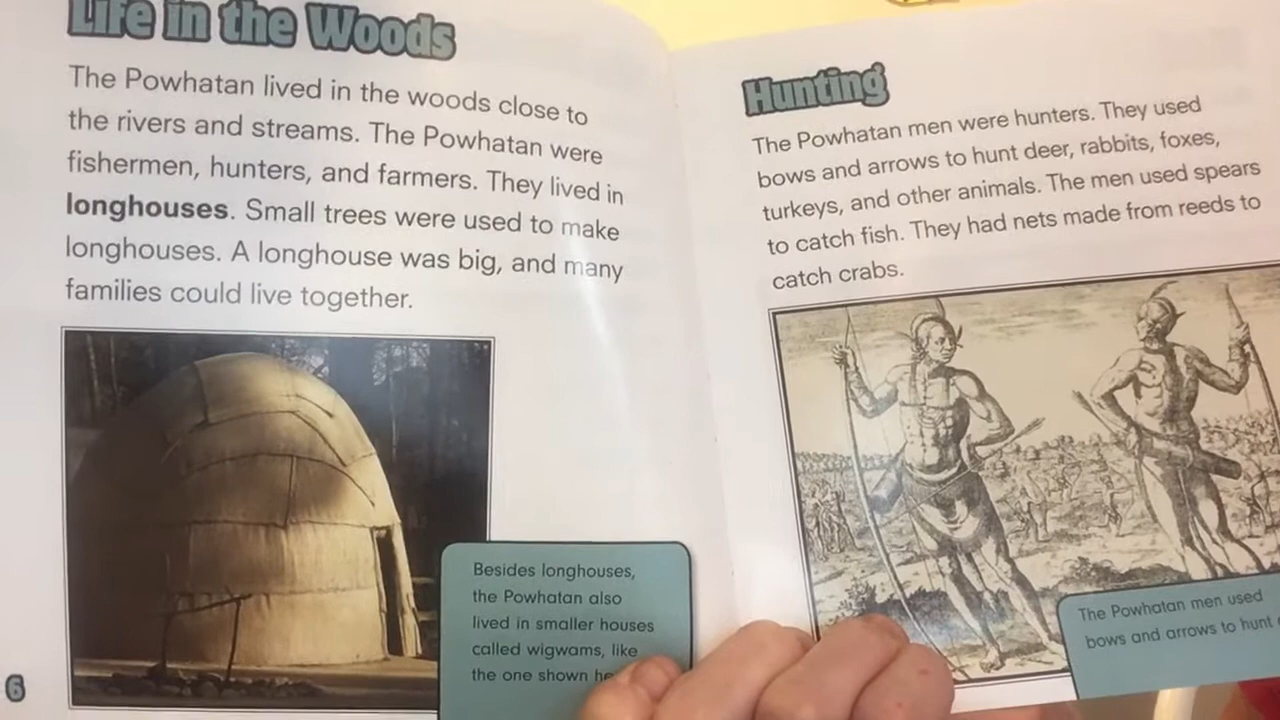 Life in the Woods
The Powhatan lived in the woods close to
the rivers and streams. The Powhatan were
fishermen, hunters, and farmers. They lived in
longhouses. Small trees were used to make
longhouses. A longhouse was big, and many
families could live together.
Besides longhouses,
the Powhatan also
lived in smaller houses
called wigwams, like
the one shown
6
Hunting
The Powhatan men were hunters. They used
bows and arrows to hunt deer, rabbits, foxes,
turkeys, and other animals. The men used spears
to catch fish. They had nets made from reeds to
catch crabs.
The Powhatan men used
bows and arrows to hunt